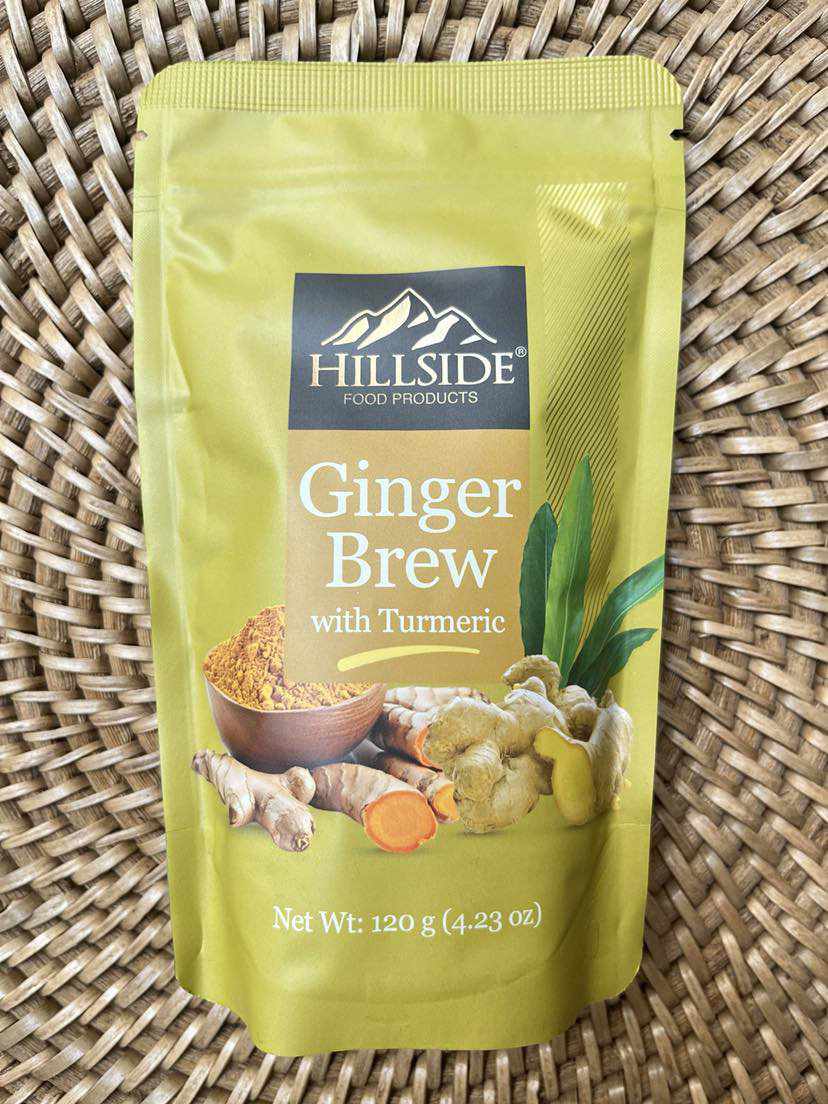 HILLSIDE®
FOOD PRODUCTS
Ginger
Brew
with Turmeric
Net Wt: 120 g (4.23 oz)